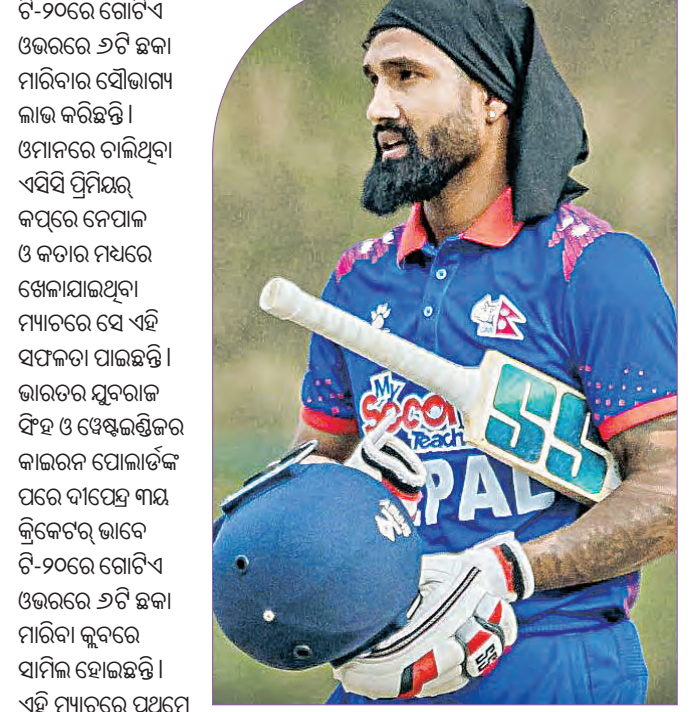 ଟି-୨୦ରେ ଗୋଟିଏ
ଓଭରରେ ୬ଟି ଛକା
ମାରିବାର ସୌଭାଗ୍ୟ
ଲାଭ କରିଛନ୍ତି ।
ଓମାନରେ ଚାଲିଥିବା
ଏସିସି ପ୍ରିମିୟର୍
କପ୍‌ରେ ନେପାଳ
ଓ କତାର ମଧ୍ୟରେ
ଖେଳାଯାଇଥିବା
ମ୍ୟାଚରେ ସେ ଏହି
ସଫଳତା ପାଇଛନ୍ତି ।
ଭାରତର ଯୁବରାଜ
ସିଂହ ଓ ୱେଷ୍ଟଇଣ୍ଡିଜର
କାଇରନ ପୋଲାର୍ଡଙ୍କ
ପରେ ଦୀପେନ୍ଦ୍ର ୩ୟ
କ୍ରିକେଟର୍ ଭାବେ
ଟି-୨୦ରେ ଗୋଟିଏ
ଓଭରରେ ୬ଟି ଛକା
ମାରିବା କ୍ଲବରେ
ସାମିଲ ହୋଇଛନ୍ତି ।
ଏହି ମ୍ୟାଚରେ ପ୍ରଥମେ
SS
My
Teach
PAL